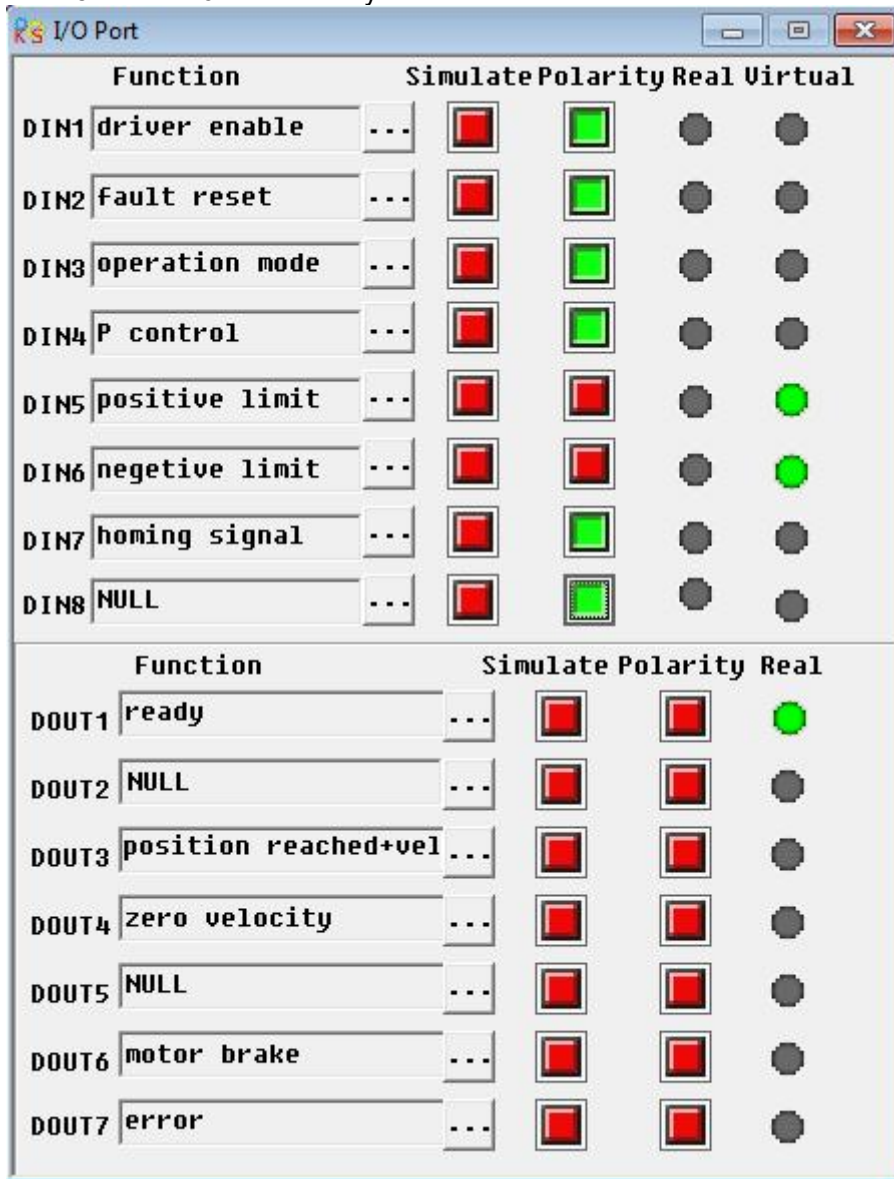 I/O Port
Function Simulate Polarity Real Virtual
DIN1 driver enable ...
DIN2 fault reset ...
DIN3 operation mode ...
DIN4 P control ...
DIN5 positive limit ...
DIN6 negetive limit ...
DIN7 homing signal ...
DIN8 NULL ...
Function Simulate Polarity Real
DOUT1 ready ...
DOUT2 NULL ...
DOUT3 position reached+vel ...
DOUT4 zero velocity ...
DOUT5 NULL ...
DOUT6 motor brake ...
DOUT7 error ...